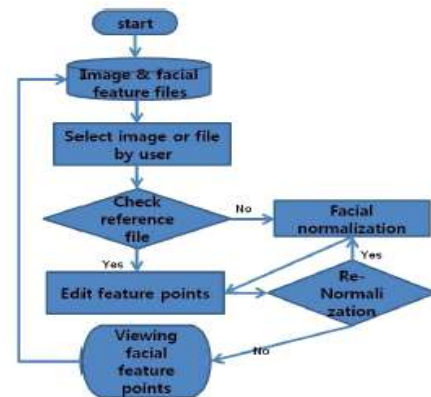 start
Image & facial
feature files
Select image or file
by user
Check
reference
file
No
Facial
normalization
Yes
Yes
Edit feature points
Re-
Normali
zation
Viewing
facial
feature
points
No